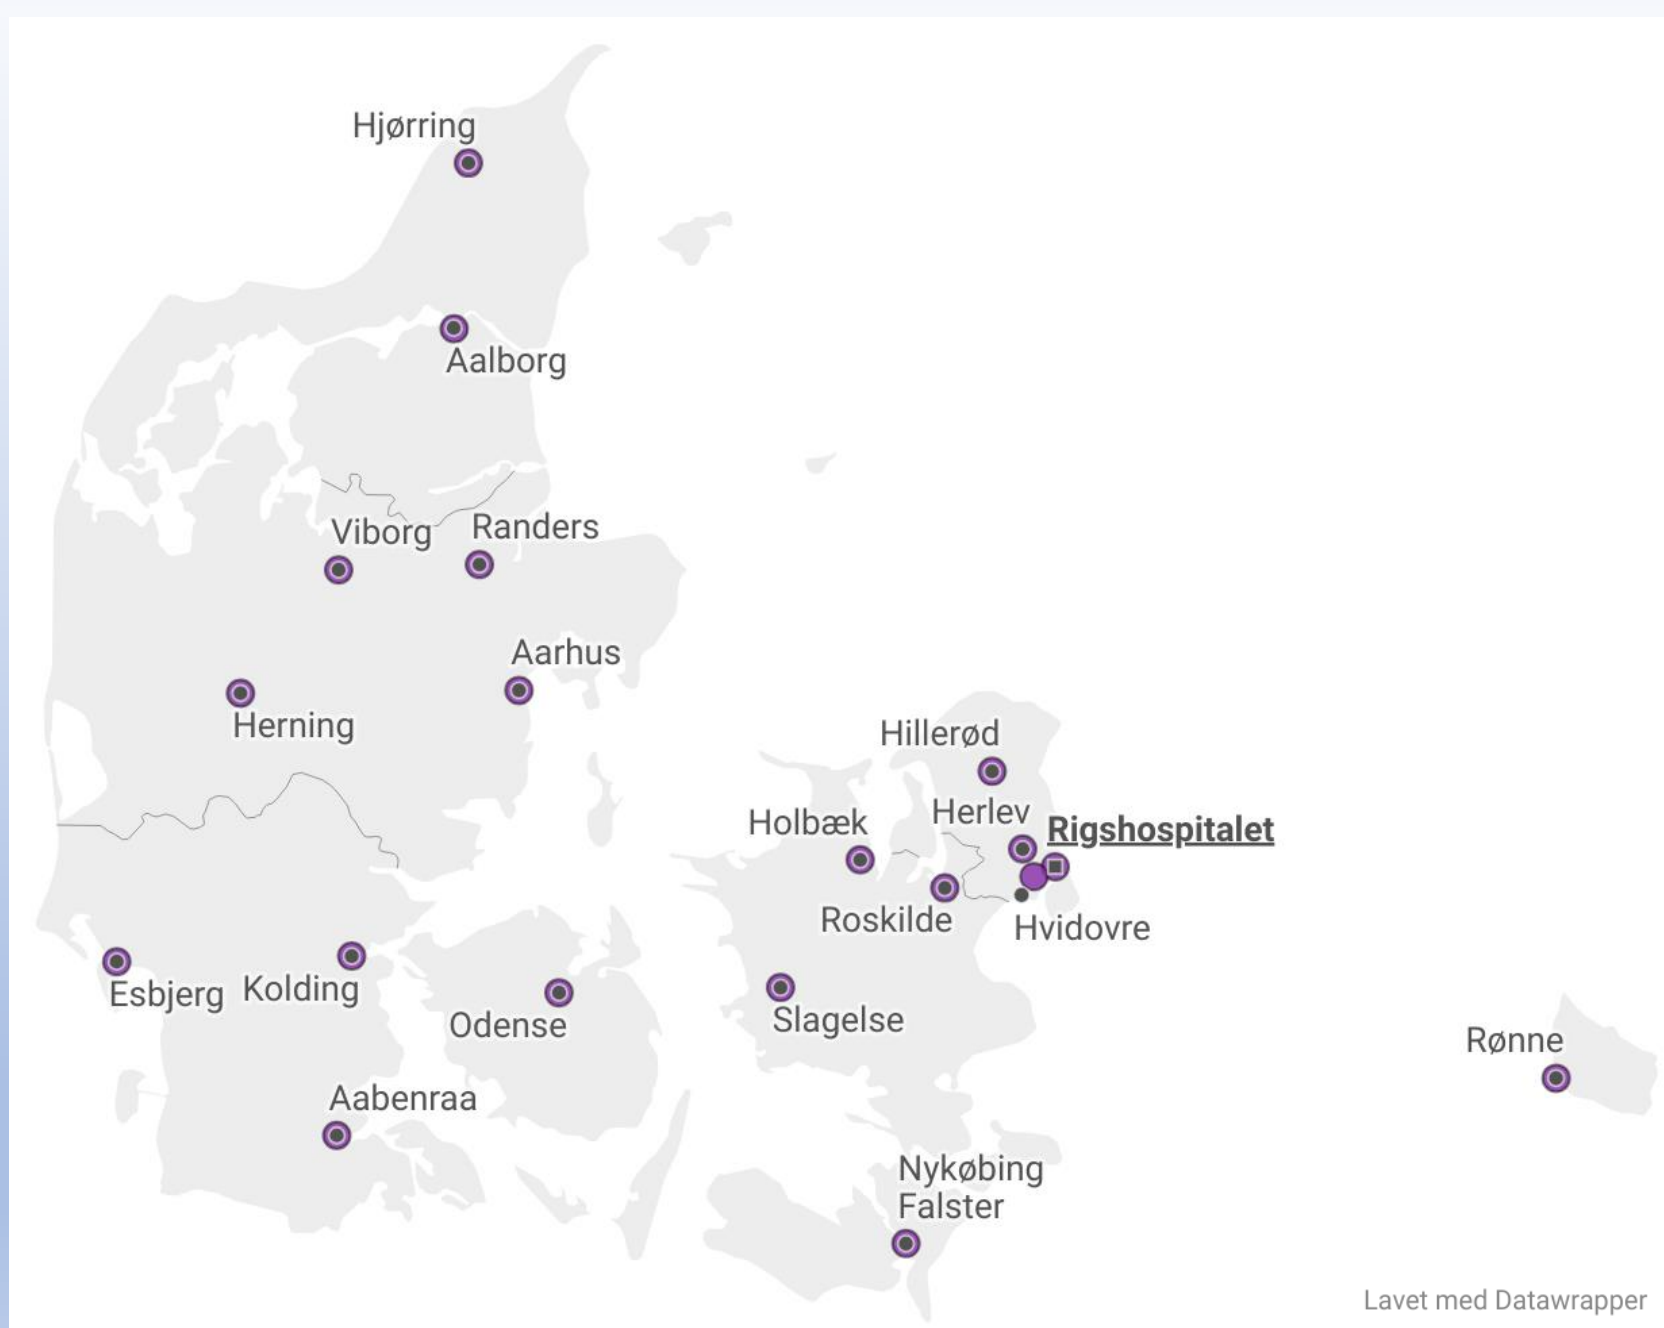 Hjørring
Aalborg
Viborg
Randers
Aarhus
Herning
Hillerød
Herlev
Holbæk
Rigshospitalet
Roskilde
Hvidovre
Esbjerg
Kolding
Odense
Slagelse
Rønne
Aabenraa
Nykøbing
Falster
Lavet med Datawrapper